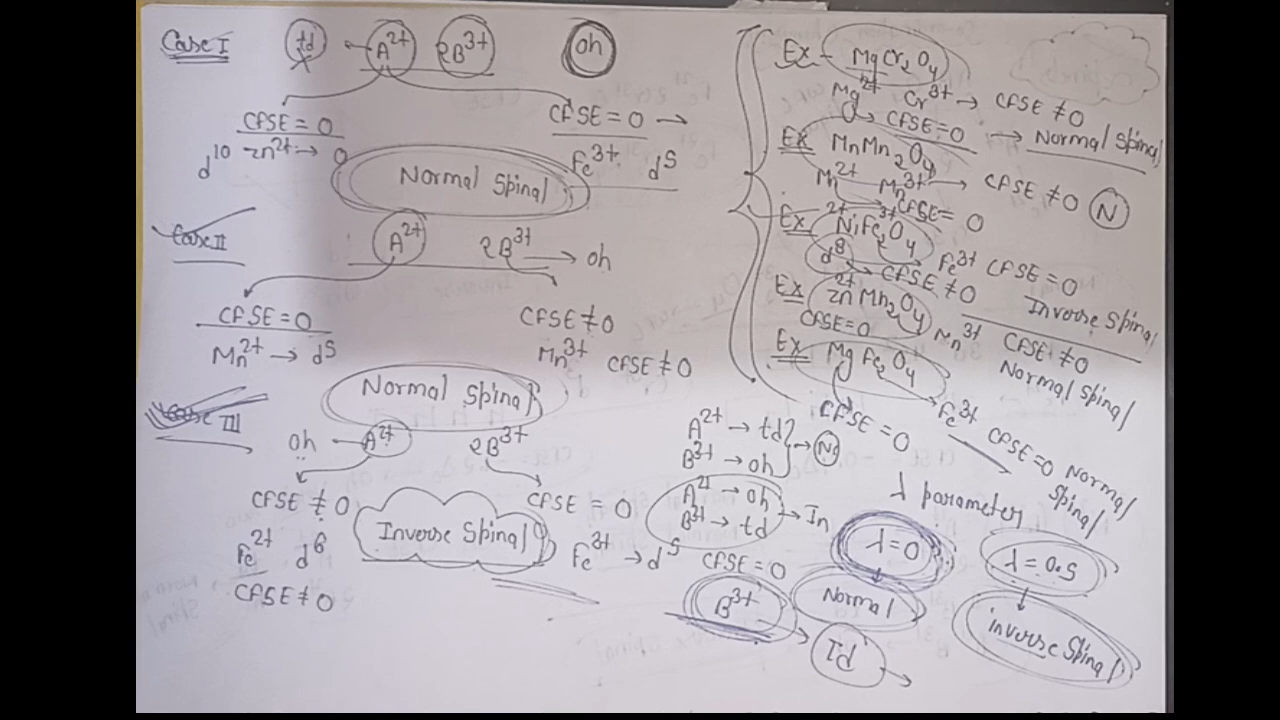 Case I td ← A2+ 2B3+ Oh
CFSE = 0 CFSE = 0 →
d10 Zn2+ → 0 Fe3+ d5
Normal Spinal
Case II A2+ 2B3+ → oh
CFSE = 0 CFSE ≠ 0
Mn2+ → d5 Mn3+ CFSE ≠ 0
Normal Spinal
Case III
oh ← A2+ 2B3+
CFSE ≠ 0 CFSE = 0
Inverse Spinal
Fe2+ d6 Fe3+ → d5
CFSE ≠ 0
Ex - MgCr2O4
Mg2+ Cr3+ → CFSE ≠ 0
0 → CFSE = 0 → Normal Spinal
Ex MnMn2O4
Mn2+ Mn3+ → CFSE ≠ 0 N
CFSE = 0
Ex 2+ NiFe2O4 3+
d8 Fe3+ CFSE = 0
CFSE ≠ 0
Inverse Spinal
Ex 2+ ZnMn2O4
CFSE = 0 Mn3+ CFSE ≠ 0
Normal Spinal
Ex MgFe2O4
CFSE = 0 Fe3+ CFSE = 0 Normal
Spinal
A2+ → td
B3+ → oh → N
A2+ → oh
B3+ → td → In
CFSE = 0
B3+
λ parameter
λ = 0 λ = 0.5
Normal inverse Spinal